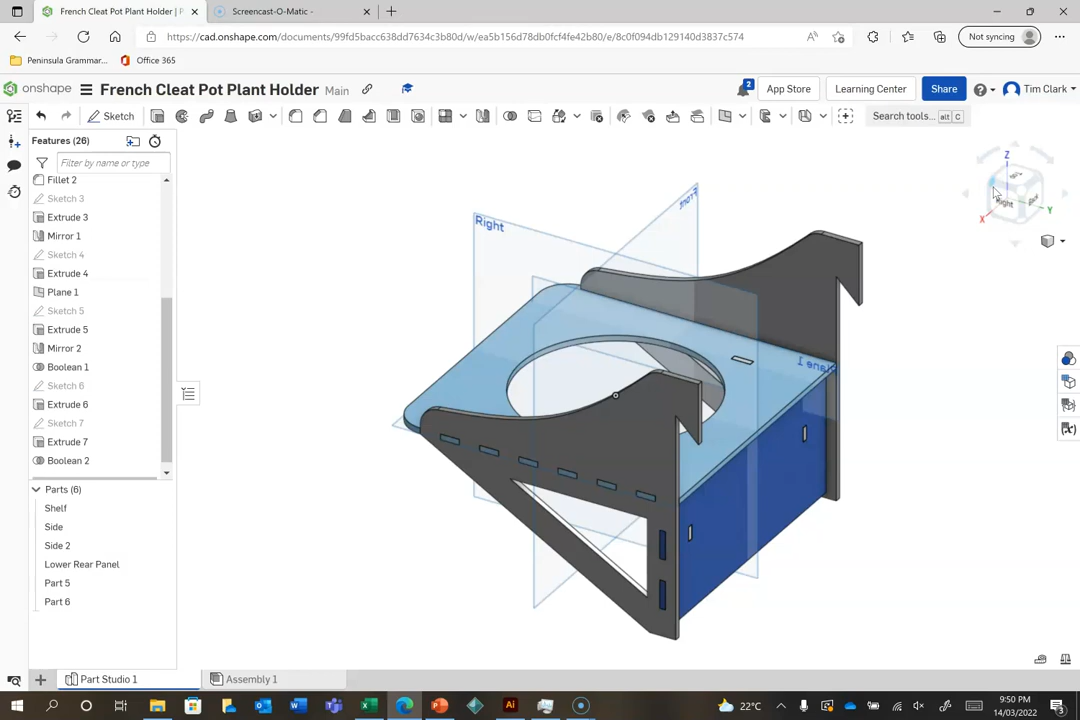 French Cleat Pot Plant Holder |
Screencast-O-Matic -
https://cad.onshape.com/documents/99fd5bacc638dd7634c3b80d/w/ea5b156d78db0fcf4fe42b80/e/8c0f094db129140d3837c574
Not syncing
Peninsula Grammar...
Office 365
onshape
French Cleat Pot Plant Holder
Main
2
App Store
Learning Center
Share
Tim Clark
Sketch
Search tools...
alt
C
Features (26)
Filter by name or type
Fillet 2
Sketch 3
Extrude 3
Mirror 1
Sketch 4
Extrude 4
Plane 1
Sketch 5
Extrude 5
Mirror 2
Boolean 1
Sketch 6
Extrude 6
Sketch 7
Extrude 7
Boolean 2
Parts (6)
Shelf
Side
Side 2
Lower Rear Panel
Part 5
Part 6
Right
Front
Plane 1
Z
Right
Back
X
Y
Part Studio 1
Assembly 1
22°C
9:50 PM
14/03/2022
3